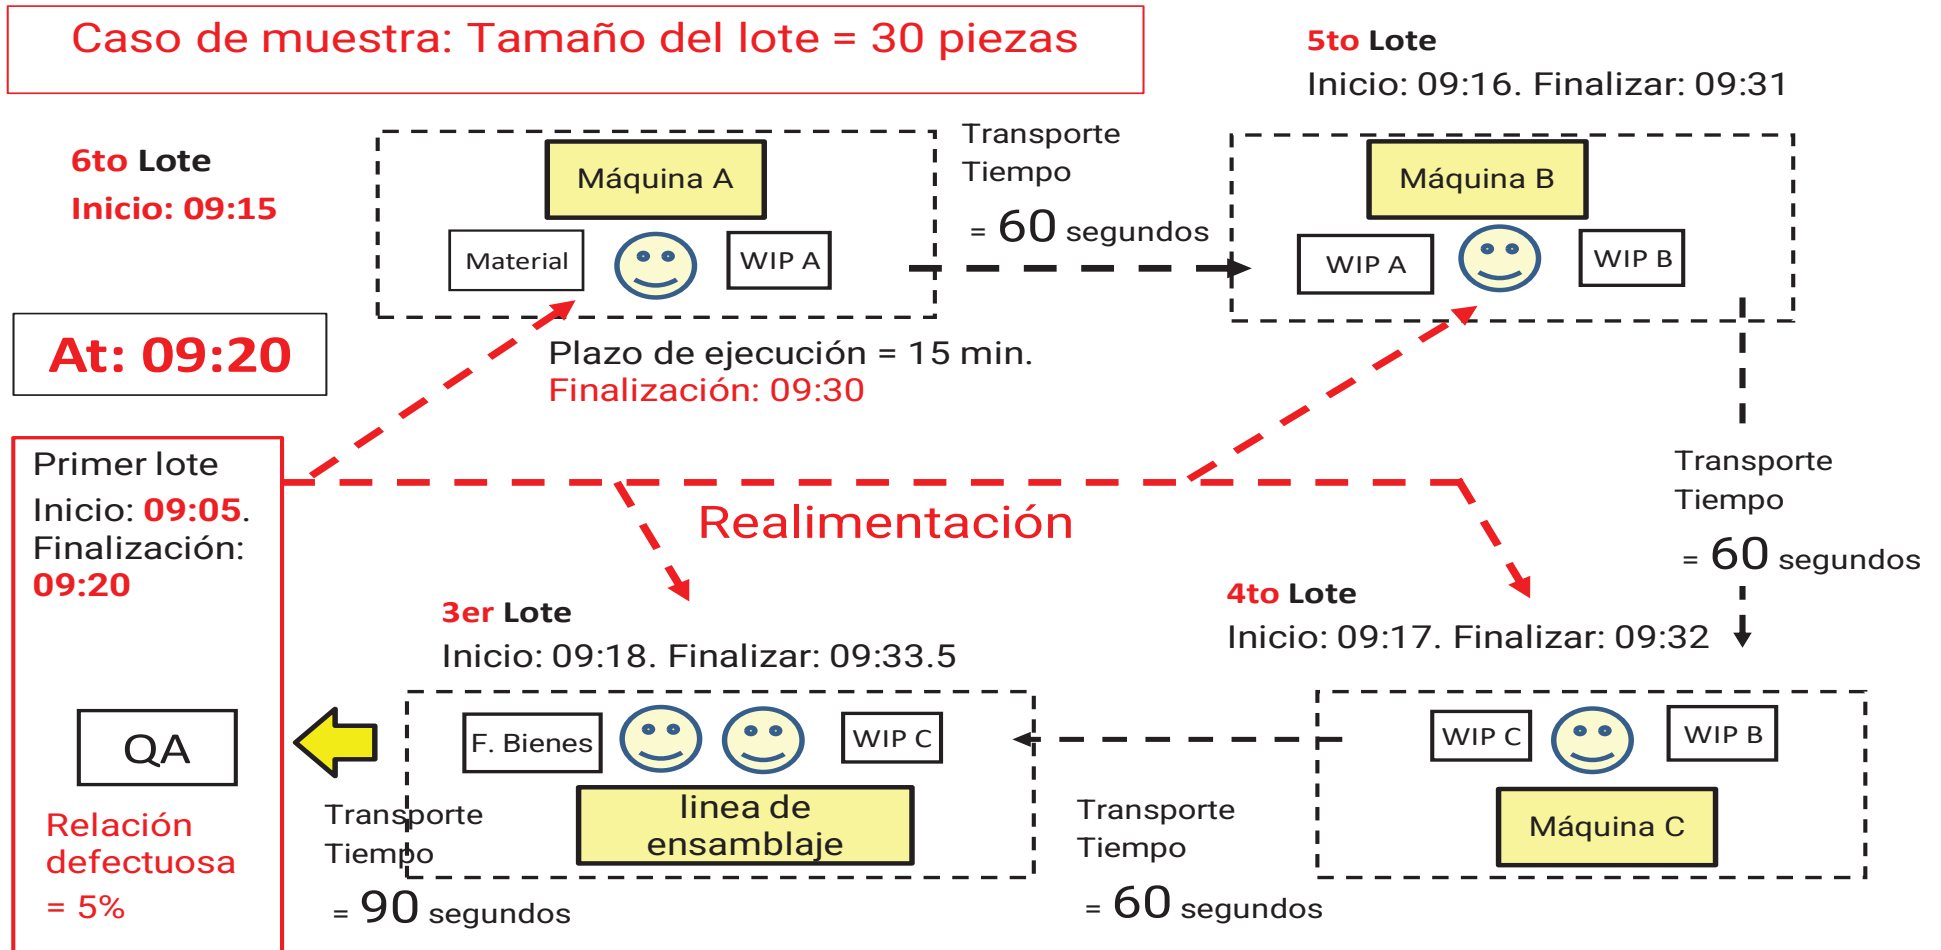 Caso de muestra: Tamaño del lote = 30 piezas
5to Lote
Inicio: 09:16. Finalizar: 09:31
6to Lote
Inicio: 09:15
Máquina A
Material
WIP A
Transporte
Tiempo
= 60 segundos
Máquina B
WIP A
WIP B
At: 09:20
Plazo de ejecución = 15 min.
Finalización: 09:30
Primer lote
Inicio: 09:05.
Finalización:
09:20
Realimentación
Transporte
Tiempo
= 60 segundos
3er Lote
Inicio: 09:18. Finalizar: 09:33.5
4to Lote
Inicio: 09:17. Finalizar: 09:32
QA
Relación
defectuosa
= 5%
F. Bienes
WIP C
linea de
ensamblaje
Transporte
Tiempo
= 90 segundos
Transporte
Tiempo
= 60 segundos
WIP C
WIP B
Máquina C